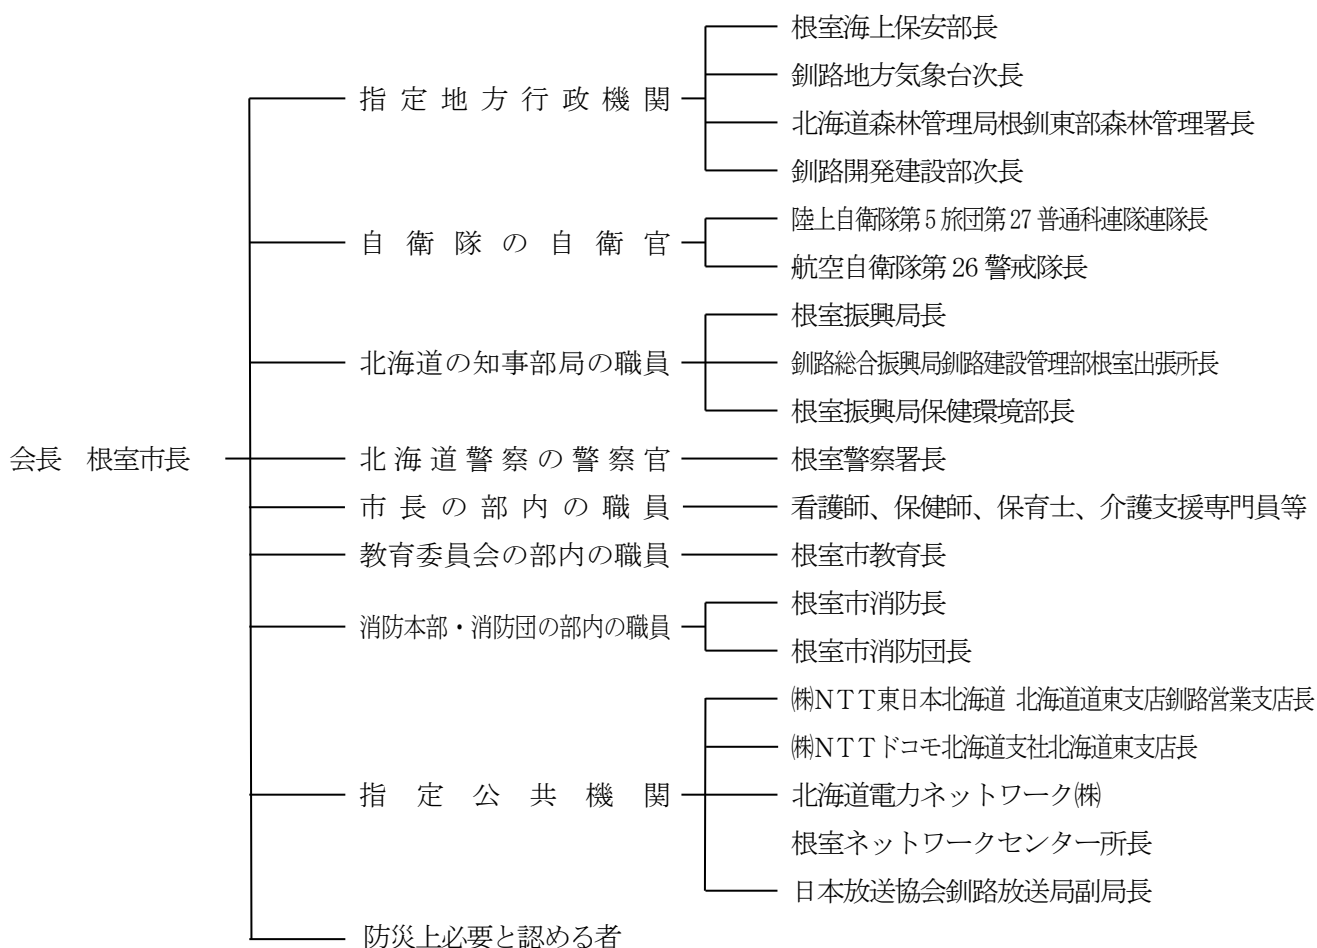 会長　根室市長
指定地方行政機関
根室海上保安部長
釧路地方気象台次長
北海道森林管理局根釧東部森林管理署長
釧路開発建設部次長
自衛隊の自衛官
陸上自衛隊第5旅団第27普通科連隊連隊長
航空自衛隊第26警戒隊長
北海道の知事部局の職員
根室振興局長
釧路総合振興局釧路建設管理部根室出張所長
根室振興局保健環境部長
北海道警察の警察官
根室警察署長
市長の部内の職員
看護師、保健師、保育士、介護支援専門員等
教育委員会の部内の職員
根室市教育長
消防本部・消防団の部内の職員
根室市消防長
根室市消防団長
指定公共機関
㈱ＮＴＴ東日本北海道 北海道道東支店釧路営業支店長
㈱ＮＴＴドコモ北海道支社北海道東支店長
北海道電力ネットワーク㈱
根室ネットワークセンター所長
日本放送協会釧路放送局副局長
防災上必要と認める者